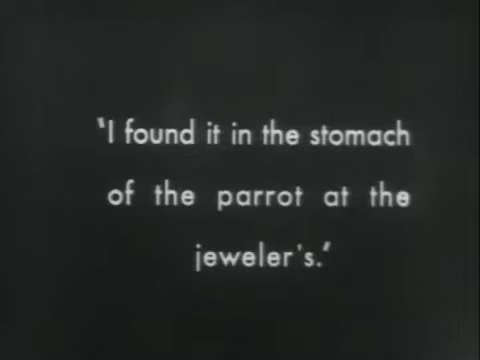 ‛I found it in the stomach
of the parrot at the
jeweler's.′